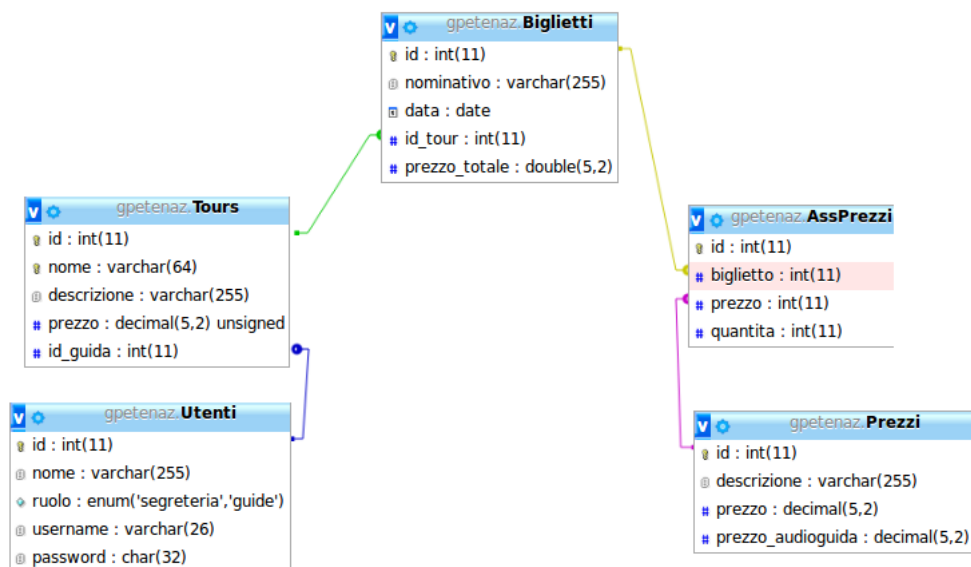 gpetenaz.Biglietti
id : int(11)
nominativo : varchar(255)
data : date
id_tour : int(11)
prezzo_totale : double(5,2)
gpetenaz.Tours
id : int(11)
nome : varchar(64)
descrizione : varchar(255)
prezzo : decimal(5,2) unsigned
id_guida : int(11)
gpetenaz.AssPrezzi
id : int(11)
biglietto : int(11)
prezzo : int(11)
quantita : int(11)
gpetenaz.Utenti
id : int(11)
nome : varchar(255)
ruolo : enum('segreteria','guide')
username : varchar(26)
password : char(32)
gpetenaz.Prezzi
id : int(11)
descrizione : varchar(255)
prezzo : decimal(5,2)
prezzo_audioguida : decimal(5,2)